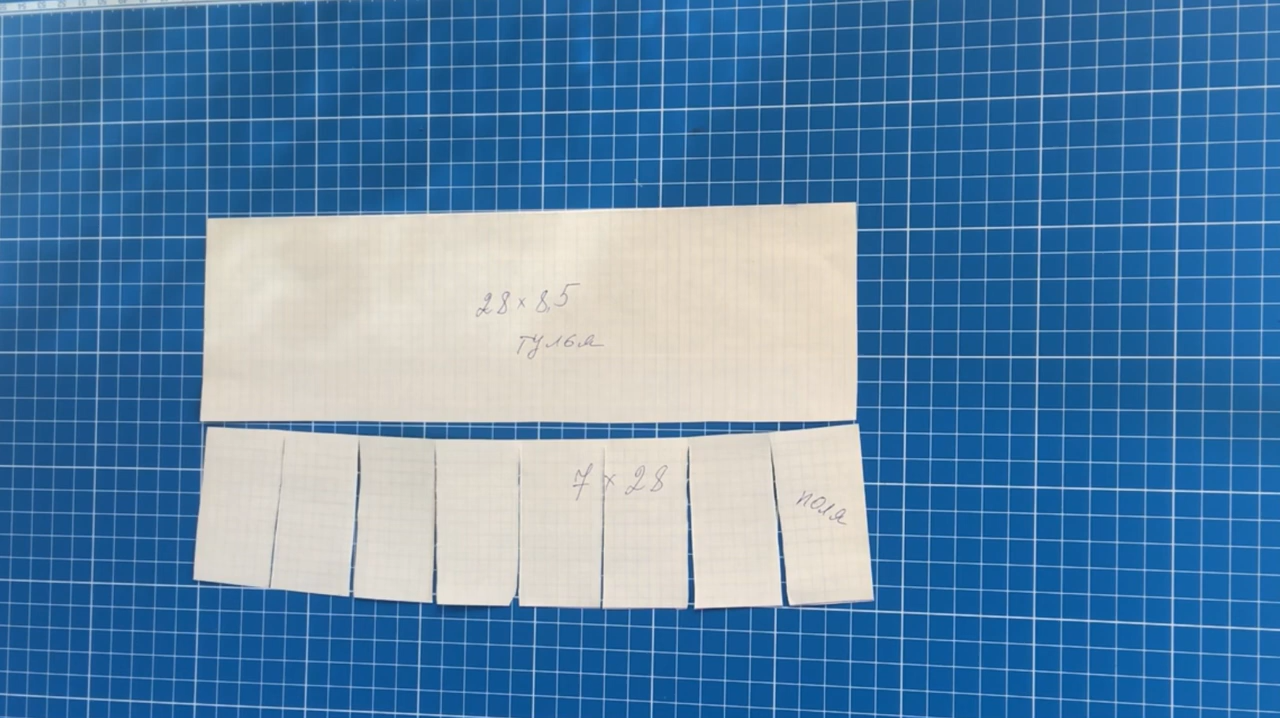 28 × 8,5
тулья
7 × 28
поля